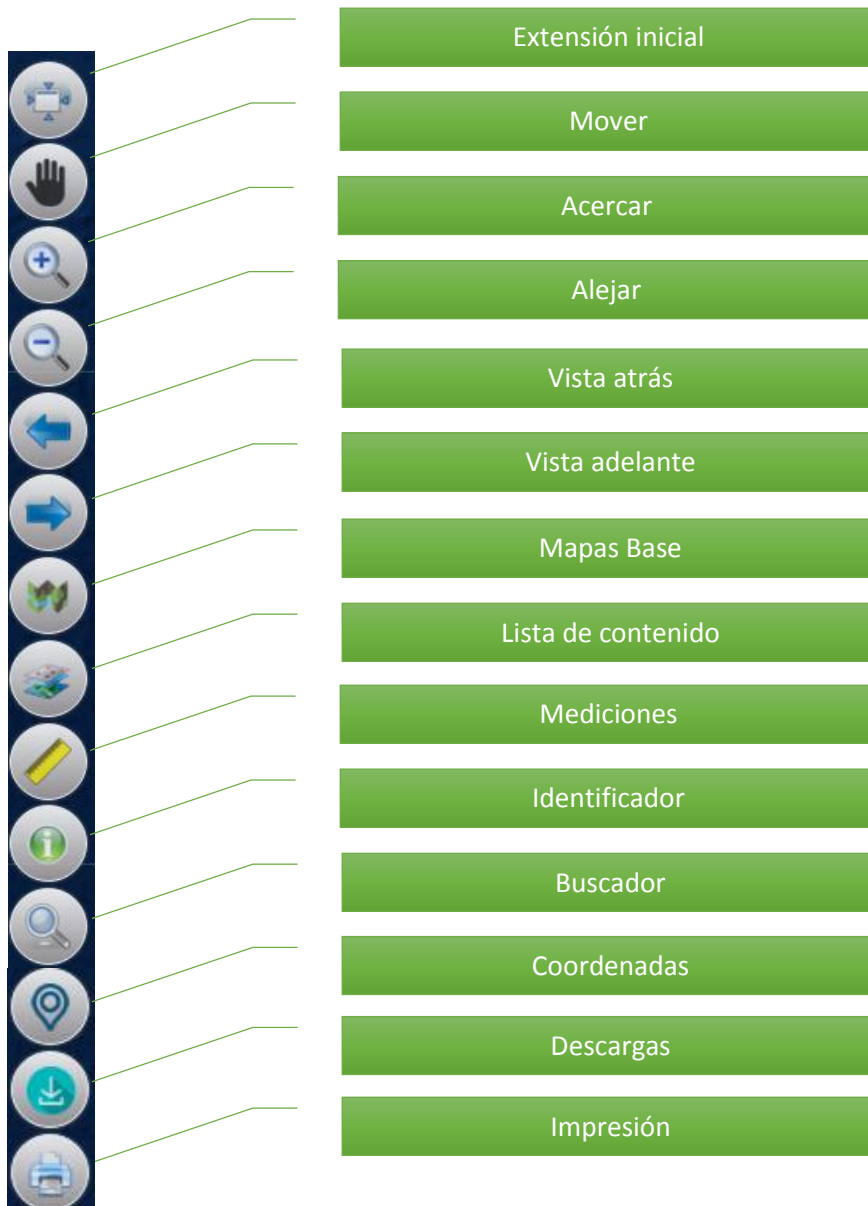 Extensión inicial
Mover
Acercar
Alejar
Vista atrás
Vista adelante
Mapas Base
Lista de contenido
Mediciones
Identificador
Buscador
Coordenadas
Descargas
Impresión